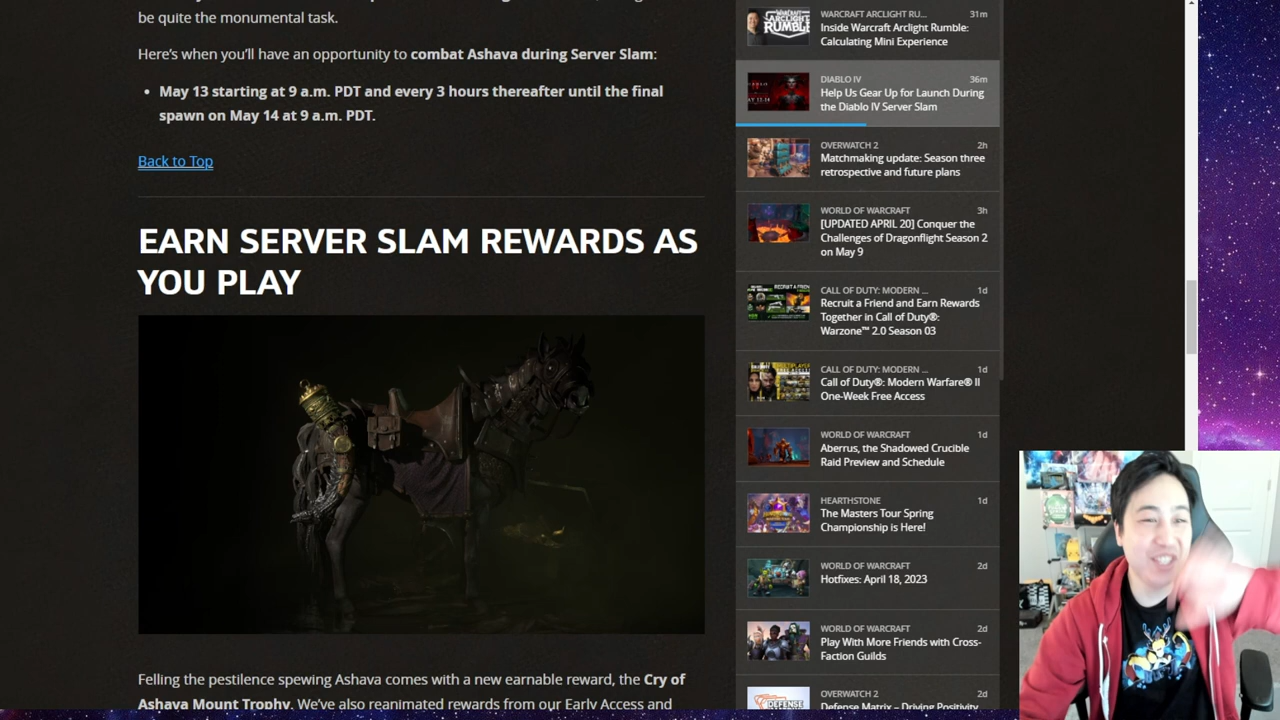 be quite the monumental task.
Here's when you'll have an opportunity to combat Ashava during Server Slam:
• May 13 starting at 9 a.m. PDT and every 3 hours thereafter until the final
spawn on May 14 at 9 a.m. PDT.
Back to Top
EARN SERVER SLAM REWARDS AS
YOU PLAY
Felling the pestilence spewing Ashava comes with a new earnable reward, the Cry of
Ashava Mount Trophy. We've also reanimated rewards from our Early Access and
WARCRAFT ARCLIGHT RU... 31m
Inside Warcraft Arclight Rumble:
Calculating Mini Experience
DIABLO IV 36m
Help Us Gear Up for Launch During
the Diablo IV Server Slam
OVERWATCH 2 2h
Matchmaking update: Season three
retrospective and future plans
WORLD OF WARCRAFT 3h
[UPDATED APRIL 20] Conquer the
Challenges of Dragonflight Season 2
on May 9
CALL OF DUTY: MODERN ... 1d
Recruit a Friend and Earn Rewards
Together in Call of Duty®:
Warzone™ 2.0 Season 03
CALL OF DUTY: MODERN ... 1d
Call of Duty®: Modern Warfare® II
One-Week Free Access
WORLD OF WARCRAFT 1d
Aberrus, the Shadowed Crucible
Raid Preview and Schedule
HEARTHSTONE 1d
The Masters Tour Spring
Championship is Here!
WORLD OF WARCRAFT 2d
Hotfixes: April 18, 2023
WORLD OF WARCRAFT 2d
Play With More Friends with Cross-
Faction Guilds
OVERWATCH 2 2d
Defense Matrix – Driving Positivity
ARCLIGHT
RUMBLE
DEFENSE